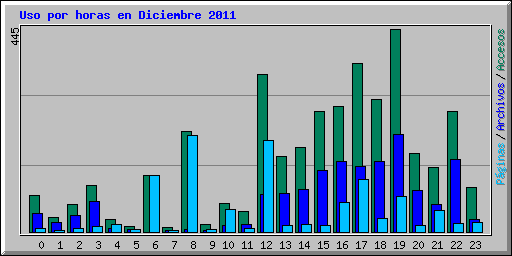 Uso por horas en Diciembre 2011
445
Páginas / Archivos / Accesos
0 1 2 3 4 5 6 7 8 9 10 11 12 13 14 15 16 17 18 19 20 21 22 23